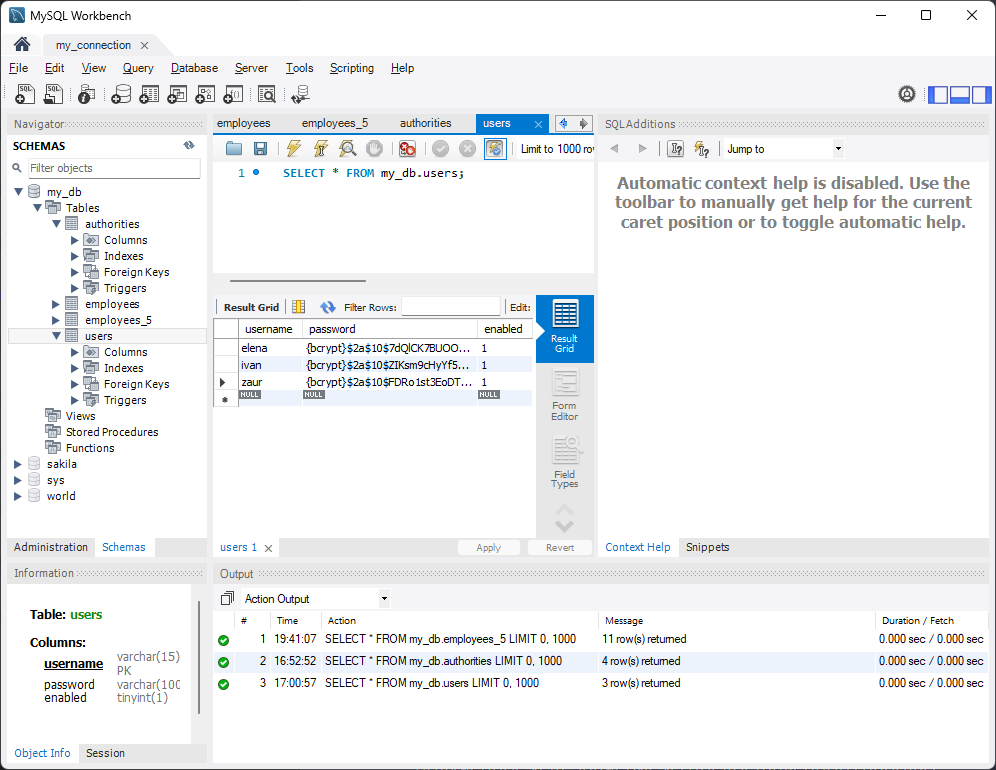 MySQL Workbench
my_connection
File Edit View Query Database Server Tools Scripting Help
Navigator
SCHEMAS
Filter objects
my_db
Tables
authorities
Columns
Indexes
Foreign Keys
Triggers
employees
employees_5
users
Columns
Indexes
Foreign Keys
Triggers
Views
Stored Procedures
Functions
sakila
sys
world
Administration Schemas
Information
Table: users
Columns:
username varchar(15) PK
password varchar(100
enabled tinyint(1)
Object Info Session
employees employees_5 authorities users
Limit to 1000 row
1 SELECT * FROM my_db.users;
Result Grid Filter Rows: Edit:
username password enabled
elena {bcrypt}$2a$10$7dQlCK7BUOO... 1
ivan {bcrypt}$2a$10$ZIKsm9cHyYf5... 1
zaur {bcrypt}$2a$10$FDRo1st3EoDT... 1
NULL NULL NULL
Result Grid
Form Editor
Field Types
users 1 Apply Revert
SQLAdditions
Jump to
Automatic context help is disabled. Use the
toolbar to manually get help for the current
caret position or to toggle automatic help.
Context Help Snippets
Output
Action Output
# Time Action Message Duration / Fetch
1 19:41:07 SELECT * FROM my_db.employees_5 LIMIT 0, 1000 11 row(s) returned 0.000 sec / 0.000 sec
2 16:52:52 SELECT * FROM my_db.authorities LIMIT 0, 1000 4 row(s) returned 0.000 sec / 0.000 sec
3 17:00:57 SELECT * FROM my_db.users LIMIT 0, 1000 3 row(s) returned 0.000 sec / 0.000 sec